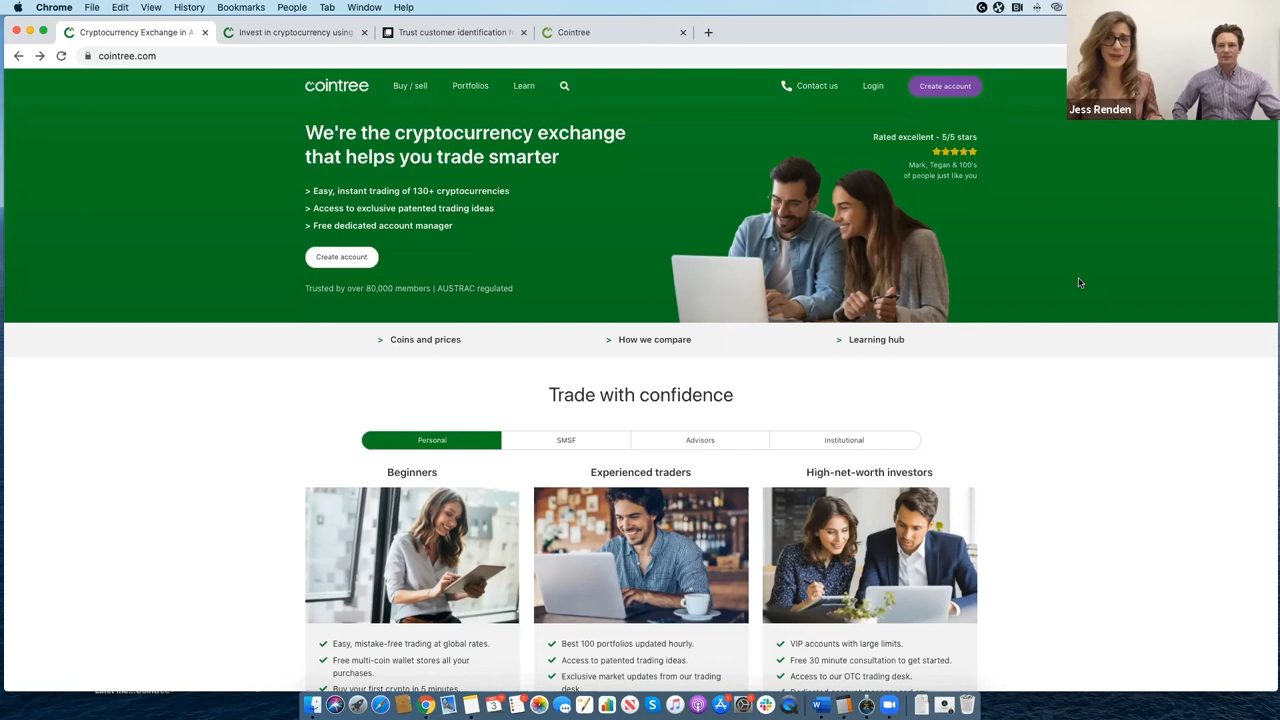 Chrome File Edit View History Bookmarks People Tab Window Help
Cryptocurrency Exchange in A
Invest in cryptocurrency using
Trust customer identification f
Cointree
cointree.com
Jess Renden
cointree
Buy / sell
Portfolios
Learn
Contact us
Login
Create account
We're the cryptocurrency exchange
that helps you trade smarter
> Easy, instant trading of 130+ cryptocurrencies
> Access to exclusive patented trading ideas
> Free dedicated account manager
Create account
Trusted by over 80,000 members | AUSTRAC regulated
Rated excellent - 5/5 stars
Mark, Tegan & 100's
of people just like you
> Coins and prices
> How we compare
> Learning hub
Trade with confidence
Personal
SMSF
Advisors
Institutional
Beginners
Experienced traders
High-net-worth investors
Easy, mistake-free trading at global rates.
Free multi-coin wallet stores all your
purchases.
Buy your first crypto in 5 minutes.
Best 100 portfolios updated hourly.
Access to patented trading ideas.
Exclusive market updates from our trading
desk.
VIP accounts with large limits.
Free 30 minute consultation to get started.
Access to our OTC trading desk.